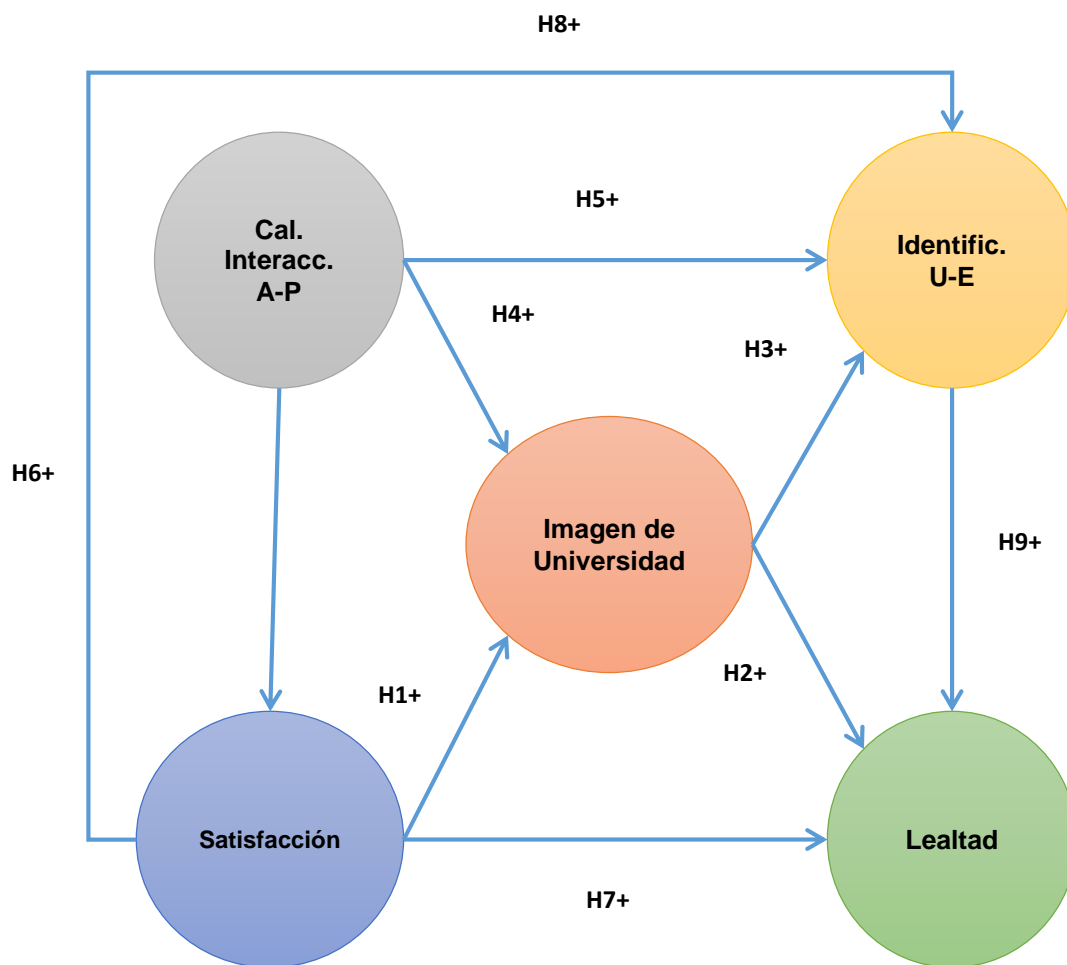 H8+
H5+
Cal.
Interacc.
A-P
Identific.
U-E
H4+
H3+
H6+
Imagen de
Universidad
H9+
H1+
H2+
Satisfacción
Lealtad
H7+